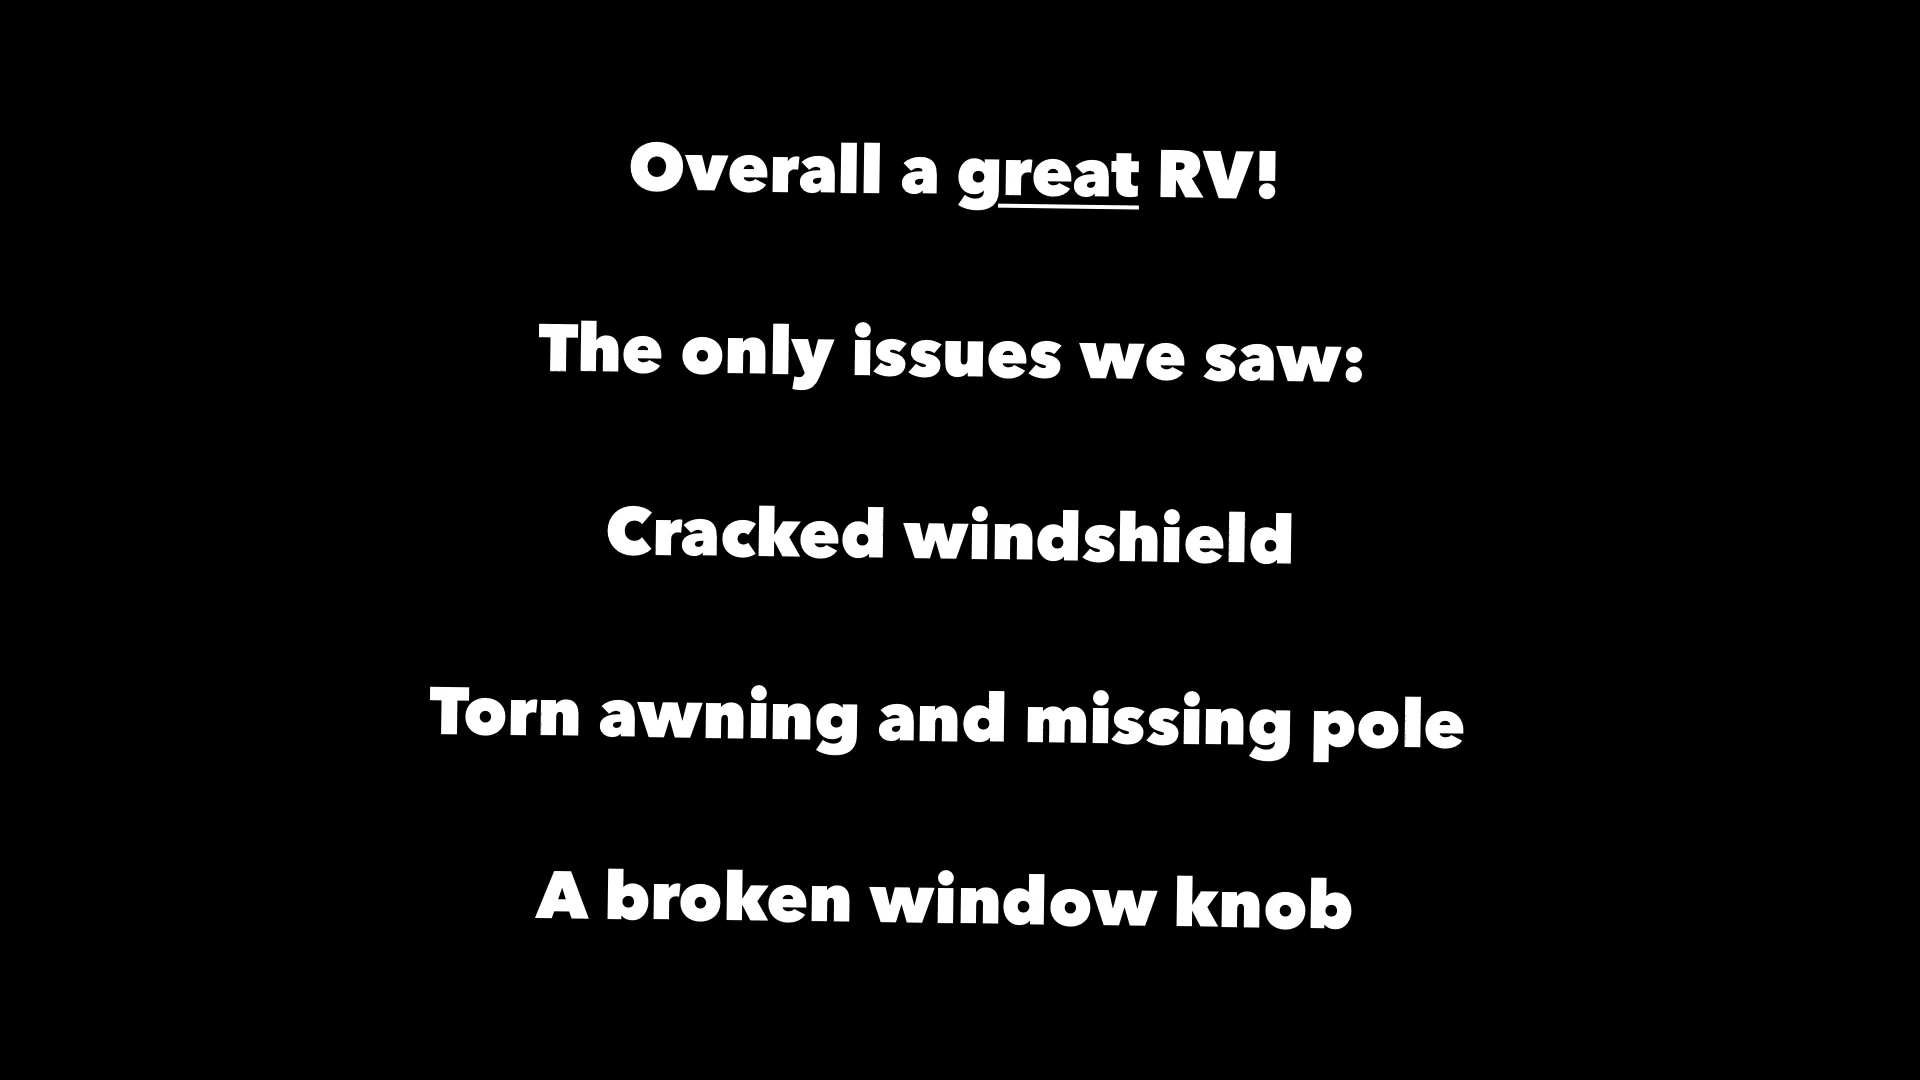 Overall a great RV!
The only issues we saw:
Cracked windshield
Torn awning and missing pole
A broken window knob